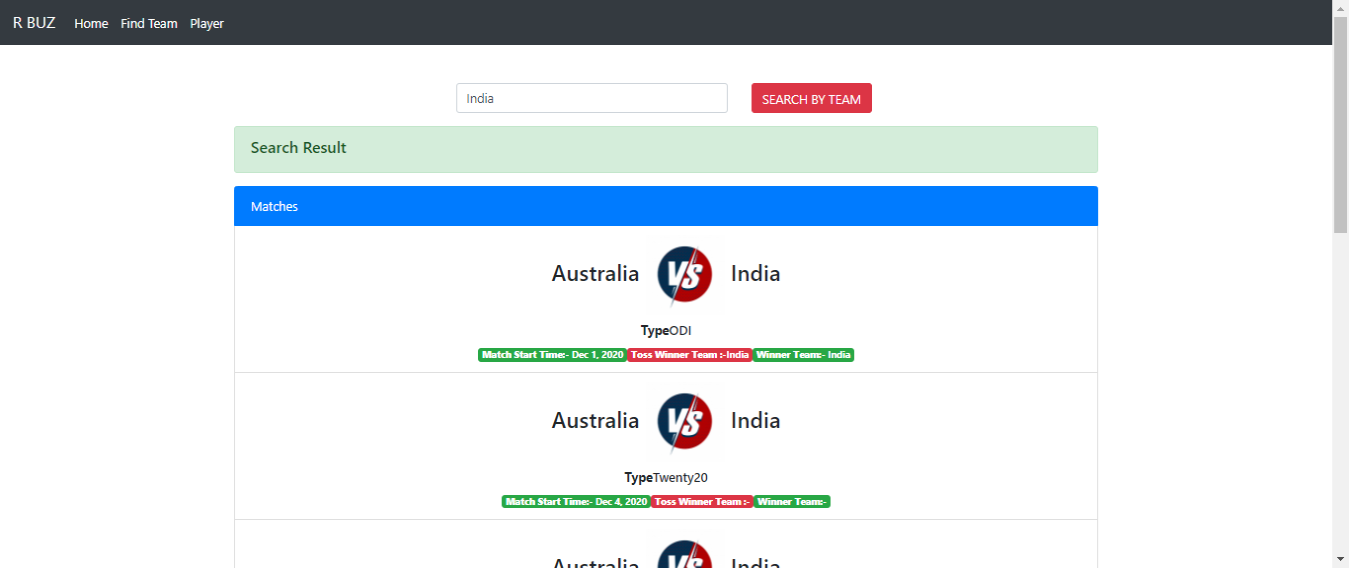 R BUZ Home Find Team Player
India SEARCH BY TEAM
Search Result
Matches
Australia VS India
TypeODI
Match Start Time:- Dec 1, 2020 Toss Winner Team :-India Winner Team:- India
Australia VS India
TypeTwenty20
Match Start Time:- Dec 4, 2020 Toss Winner Team :- Winner Team:-
Australia VS India